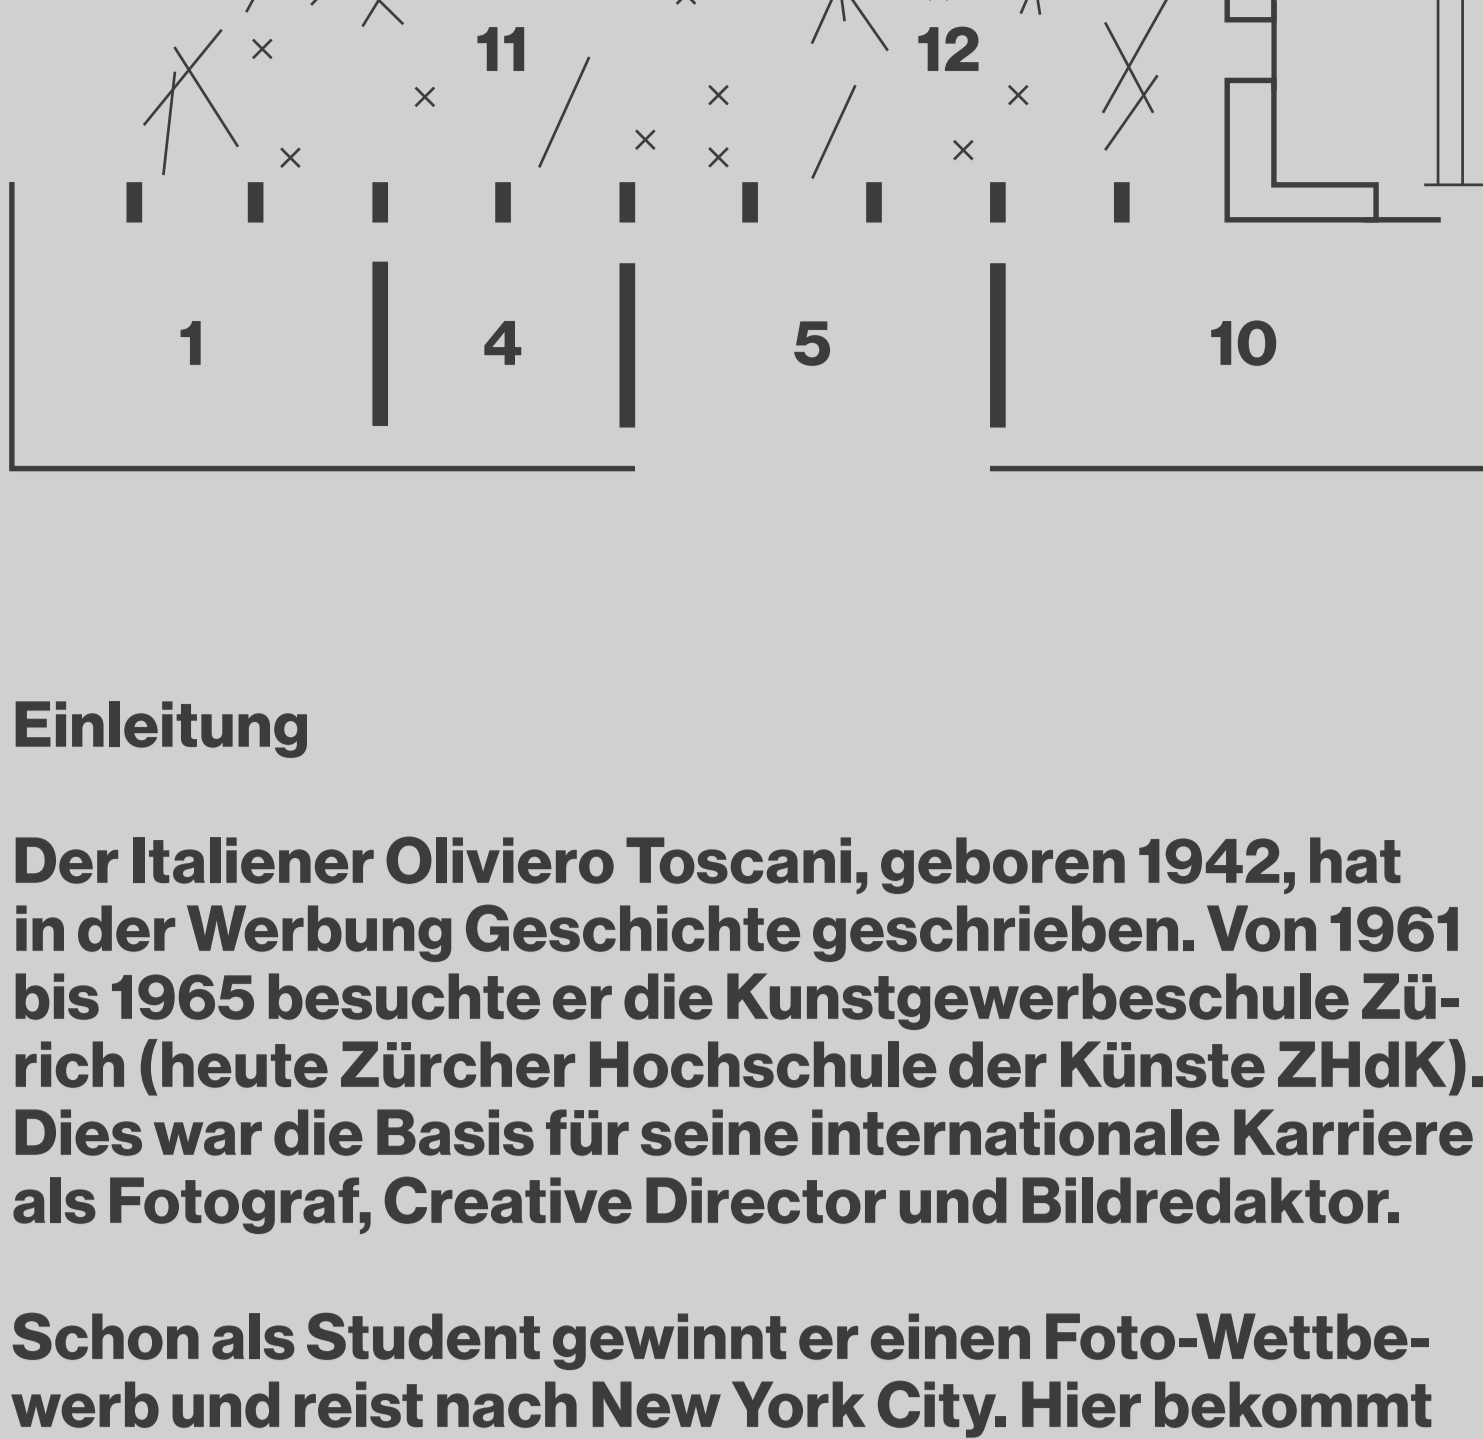 11
12
1
4
5
10
Einleitung
Der Italiener Oliviero Toscani, geboren 1942, hat
in der Werbung Geschichte geschrieben. Von 1961
bis 1965 besuchte er die Kunstgewerbeschule Zü-
rich (heute Zürcher Hochschule der Künste ZHdK).
Dies war die Basis für seine internationale Karriere
als Fotograf, Creative Director und Bildredaktor.
Schon als Student gewinnt er einen Foto-Wettbe-
werb und reist nach New York City. Hier bekommt